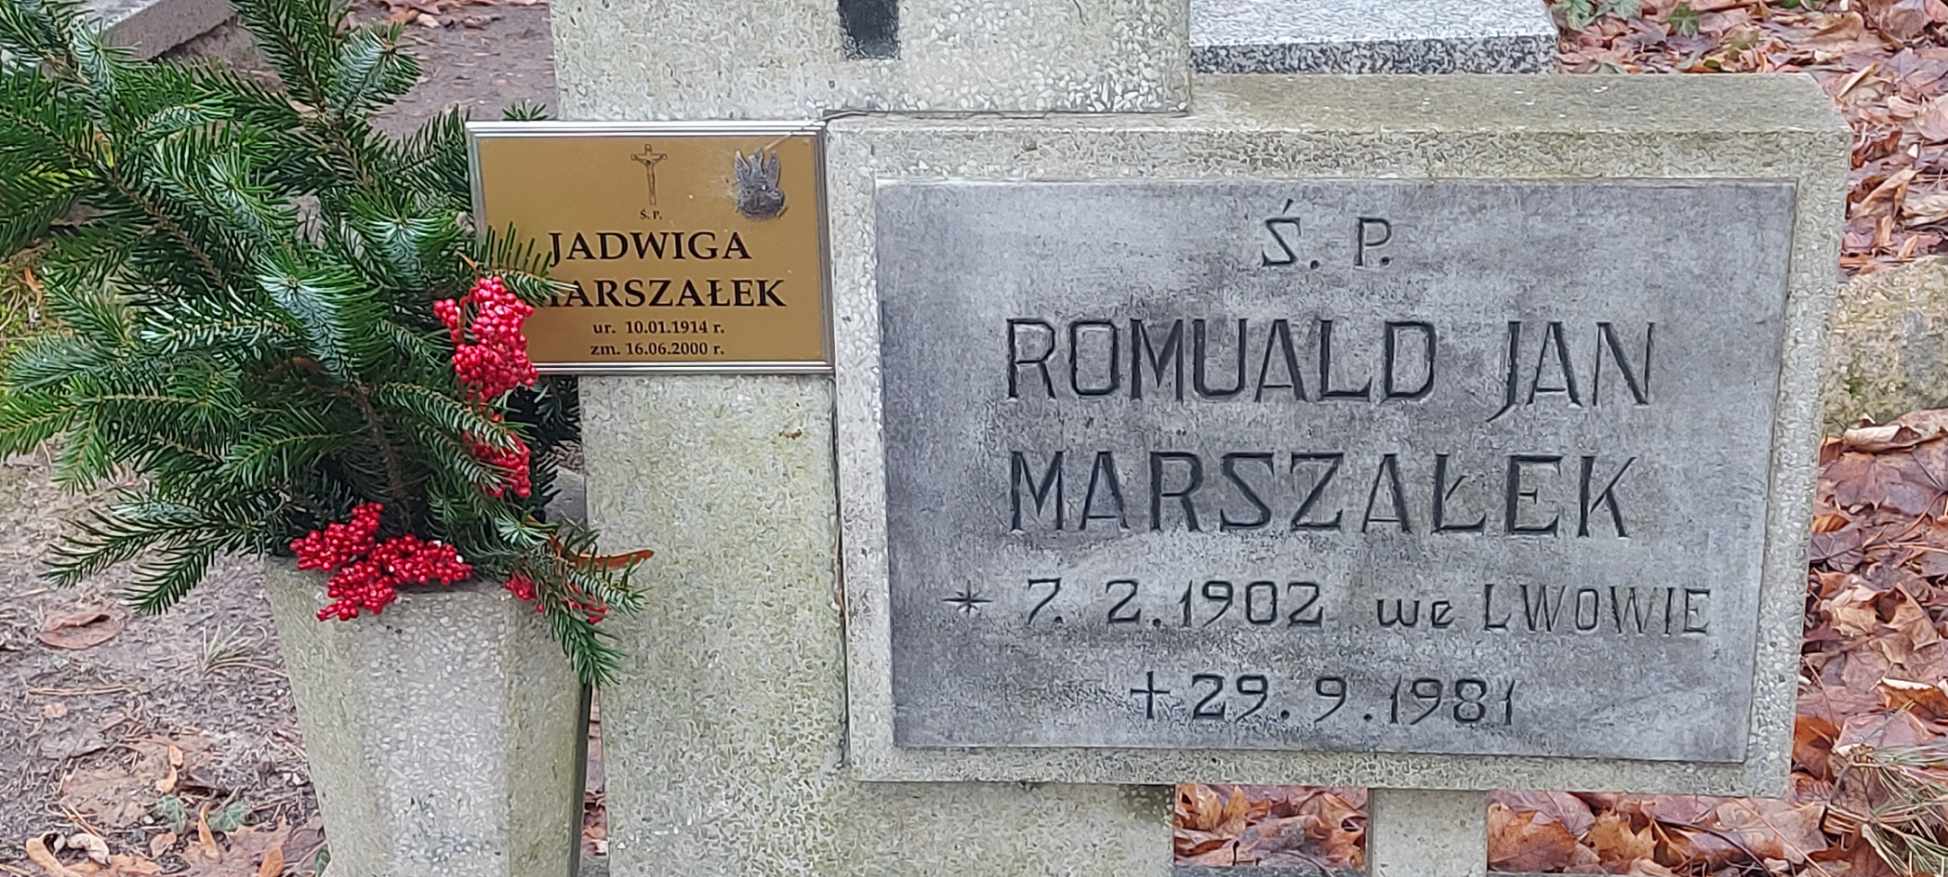 Ś. P.
JADWIGA
MARSZAŁEK
ur. 10.01.1914 r.
zm. 16.06.2000 r.
Ś. P.
ROMUALD JAN
MARSZAŁEK
* 7. 2. 1902 we LWOWIE
+ 29. 9. 1981